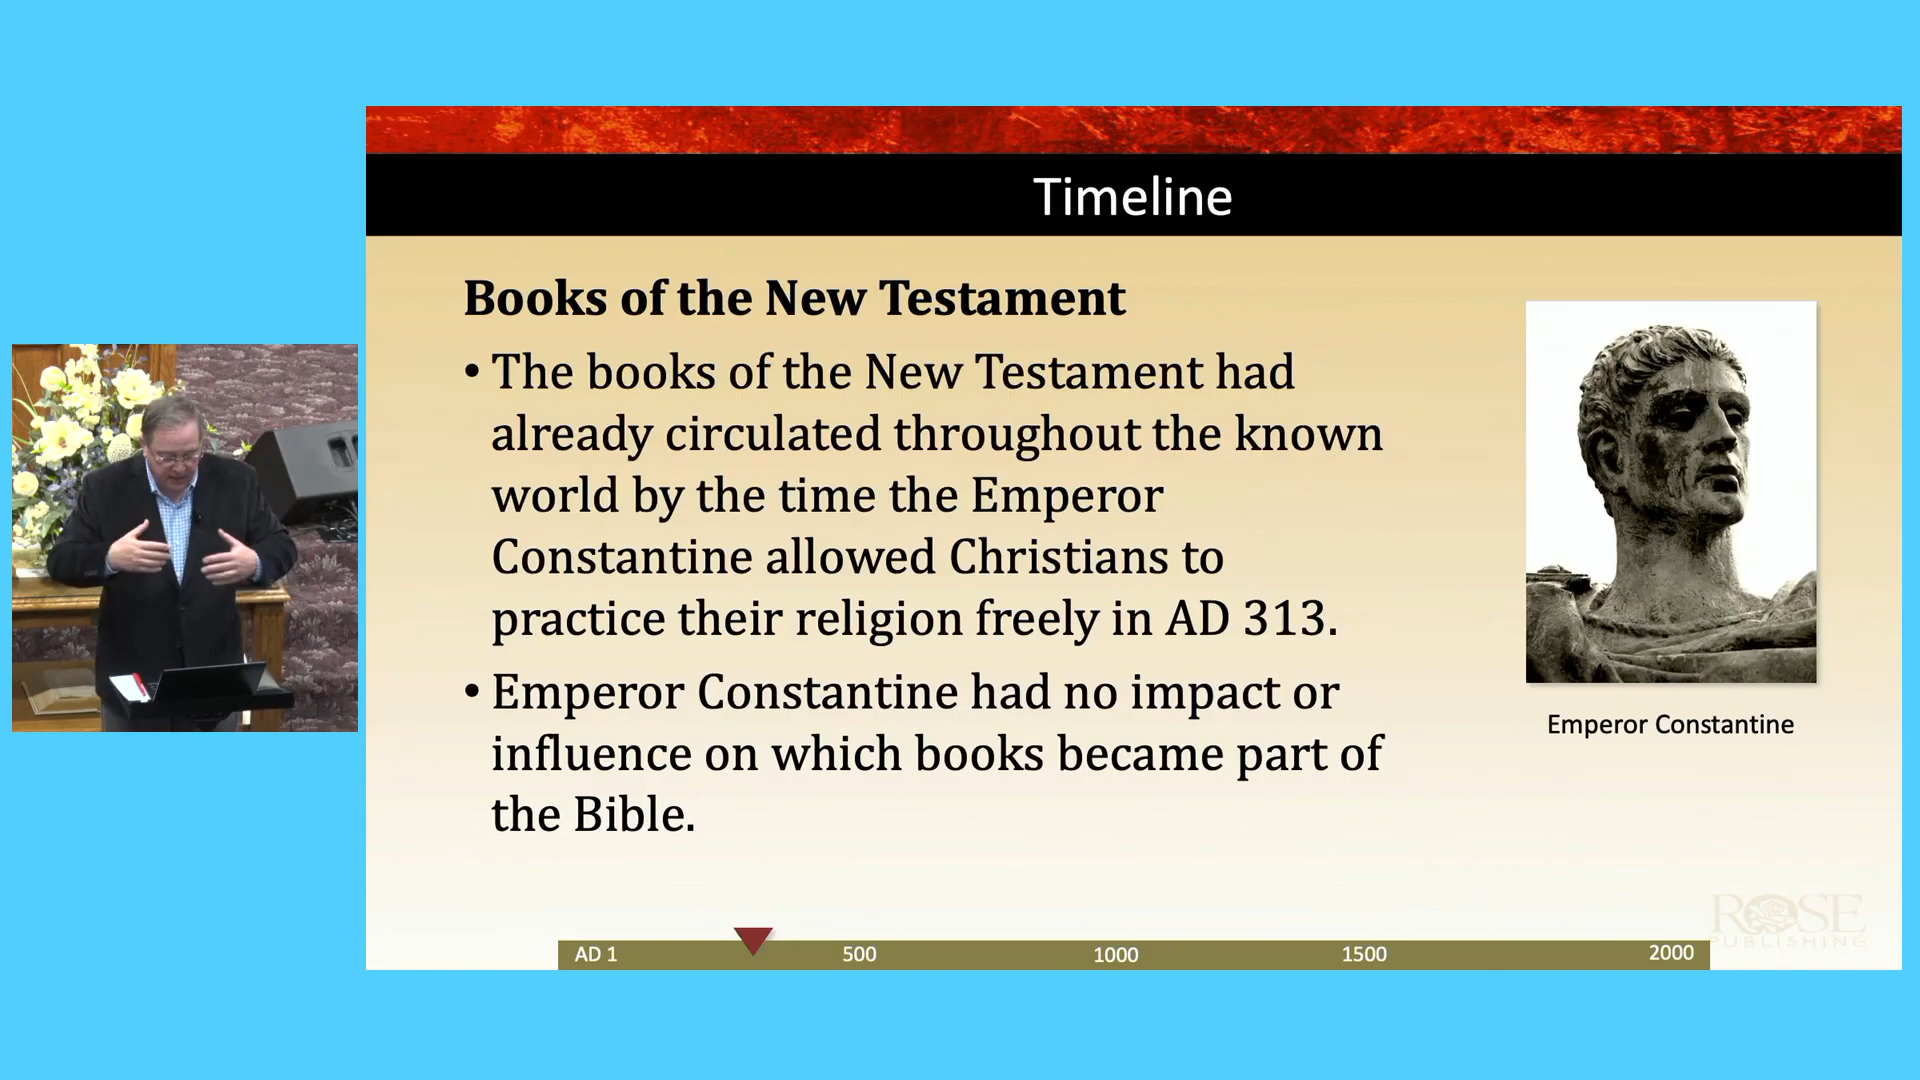 Timeline
Books of the New Testament
• The books of the New Testament had
already circulated throughout the known
world by the time the Emperor
Constantine allowed Christians to
practice their religion freely in AD 313.
• Emperor Constantine had no impact or
influence on which books became part of
the Bible.
Emperor Constantine
ROSE
PUBLISHING
AD 1 500 1000 1500 2000